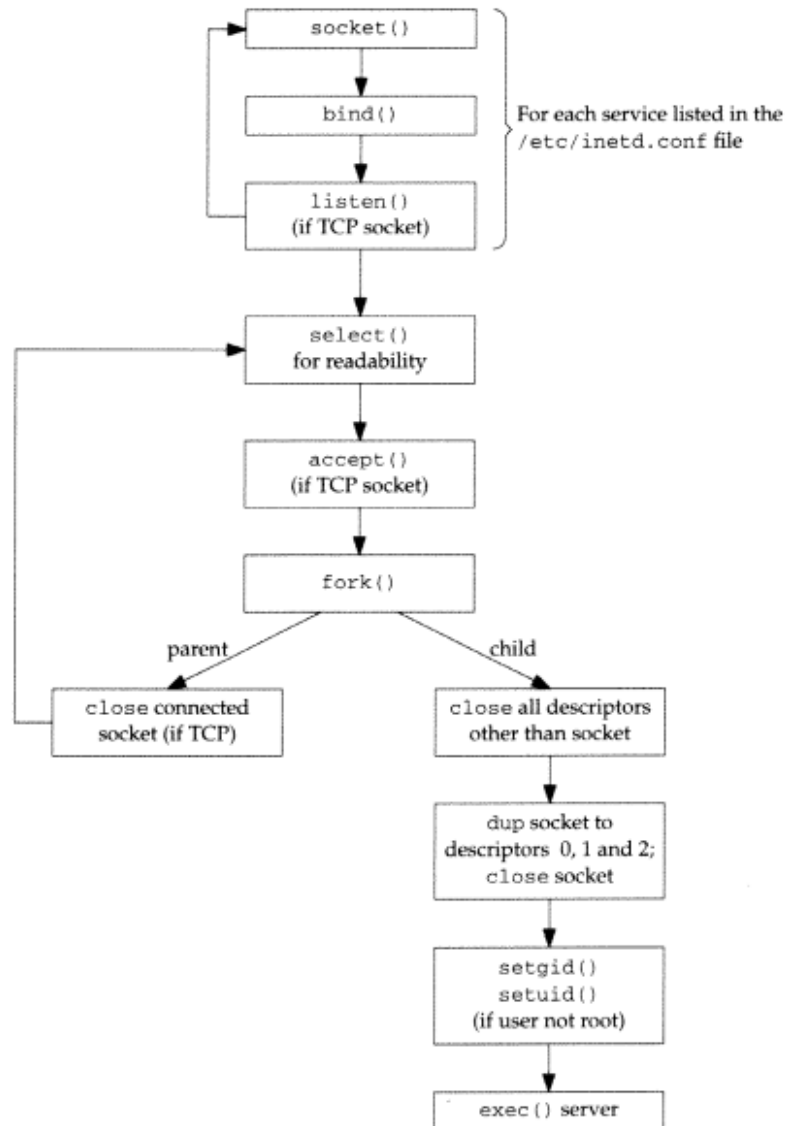 socket()
bind()
For each service listed in the
/etc/inetd.conf file
listen()
(if TCP socket)
select()
for readability
accept()
(if TCP socket)
fork()
parent
child
close connected
socket (if TCP)
close all descriptors
other than socket
dup socket to
descriptors 0, 1 and 2;
close socket
setgid()
setuid()
(if user not root)
exec() server